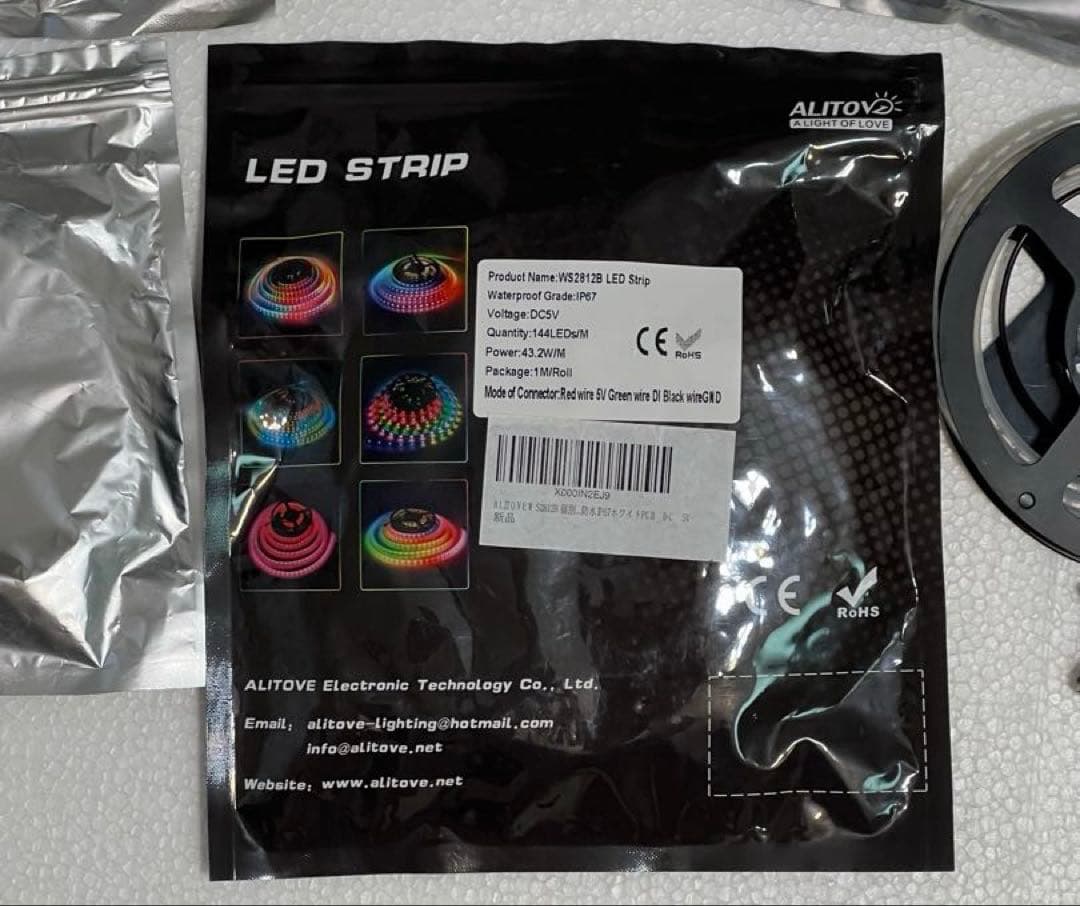 ALITOVE
A LIGHT OF LOVE
LED STRIP
Product Name:WS2812B LED Strip
Waterproof Grade:IP67
Voltage:DC5V
Quantity:144LEDs/M
Power:43.2W/M
Package:1M/Roll
Mode of Connector:Red wire 5V Green wire DI Black wireGND
CE
RoHS
X000IN2EJ9
新品
CE
RoHS
ALITOVE Electronic Technology Co., Ltd.
Email: alitove-lighting@hotmail.com
info@alitove.net
Website: www.alitove.net